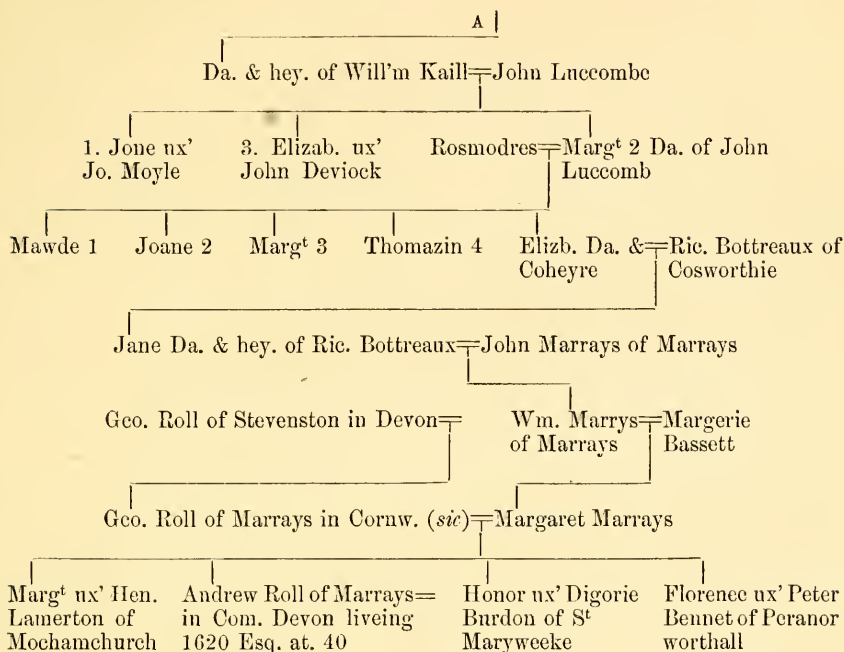 A
Da. & hey. of Will'm Kaill John Luccombe
1. Jone ux' 3. Elizab. ux' Rosmodres Margt 2 Da. of John
Jo. Moyle John Deviock Luccomb
Mawde 1 Joane 2 Margt 3 Thomazin 4 Elizb. Da. & Ric. Bottreaux of
Coheyre Cosworthie
Jane Da. & hey. of Ric. Bottreaux John Marrays of Marrays
Geo. Roll of Stevenston in Devon Wm. Marrys Margerie
of Marrays Bassett
Geo. Roll of Marrays in Cornw. (sic) Margaret Marrays
Margt ux' Hen. Andrew Roll of Marrays Honor ux' Digorie Florence ux' Peter
Lamerton of in Com. Devon liveing Burdon of St Bennet of Peranor
Mochamchurch 1620 Esq. at. 40 Maryweeke worthall